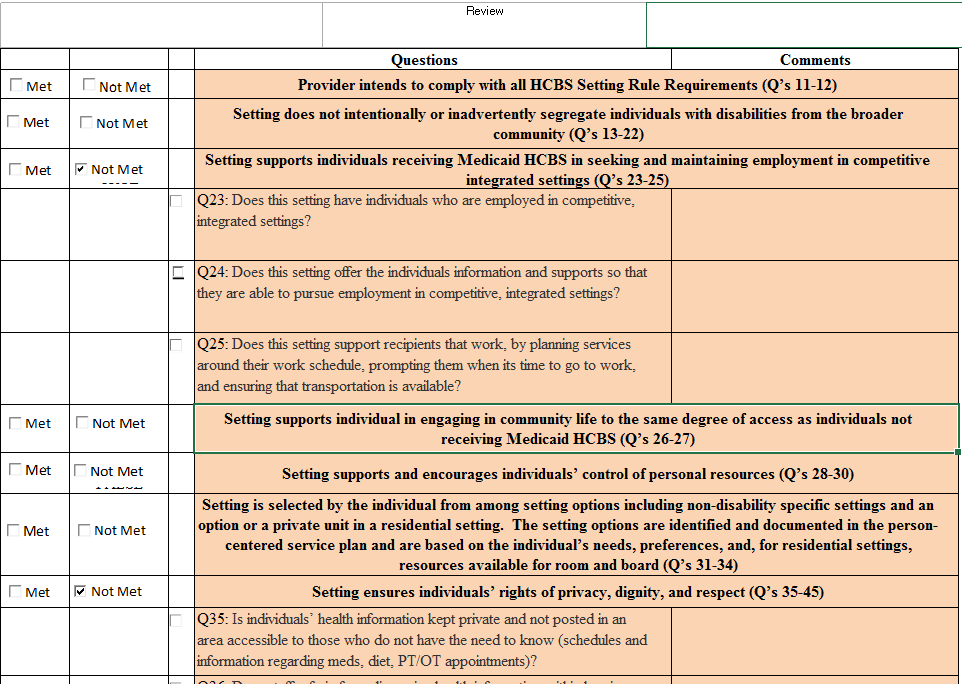 Review
Questions Comments
Met Not Met Provider intends to comply with all HCBS Setting Rule Requirements (Q’s 11-12)
Met Not Met Setting does not intentionally or inadvertently segregate individuals with disabilities from the broader
community (Q’s 13-22)
Met Not Met Setting supports individuals receiving Medicaid HCBS in seeking and maintaining employment in competitive
integrated settings (Q’s 23-25)
Q23: Does this setting have individuals who are employed in competitive,
integrated settings?
Q24: Does this setting offer the individuals information and supports so that
they are able to pursue employment in competitive, integrated settings?
Q25: Does this setting support recipients that work, by planning services
around their work schedule, prompting them when its time to go to work,
and ensuring that transportation is available?
Met Not Met Setting supports individual in engaging in community life to the same degree of access as individuals not
receiving Medicaid HCBS (Q’s 26-27)
Met Not Met Setting supports and encourages individuals’ control of personal resources (Q’s 28-30)
Setting is selected by the individual from among setting options including non-disability specific settings and an
Met Not Met option or a private unit in a residential setting. The setting options are identified and documented in the person-
centered service plan and are based on the individual’s needs, preferences, and, for residential settings,
resources available for room and board (Q’s 31-34)
Met Not Met Setting ensures individuals’ rights of privacy, dignity, and respect (Q’s 35-45)
Q35: Is individuals’ health information kept private and not posted in an
area accessible to those who do not have the need to know (schedules and
information regarding meds, diet, PT/OT appointments)?